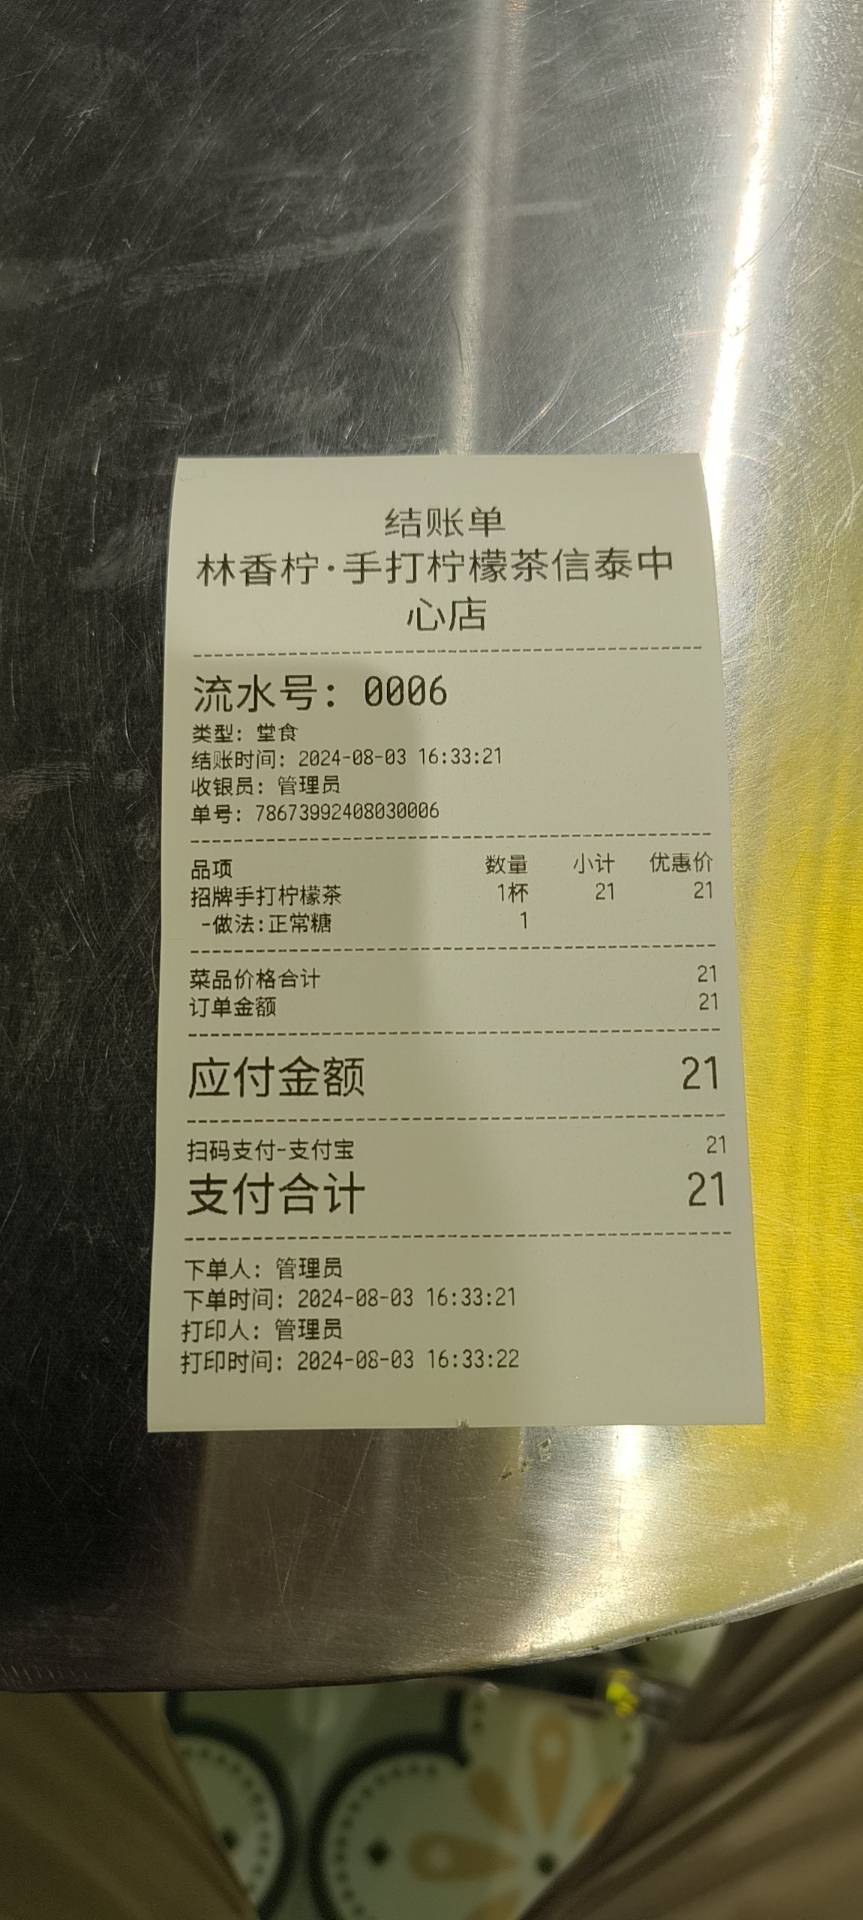 结账单
林香柠·手打柠檬茶信泰中
心店
流水号: 0006
类型: 堂食
结账时间: 2024-08-03 16:33:21
收银员: 管理员
单号: 78673992408030006
品项 数量 小计 优惠价
招牌手打柠檬茶 1杯 21 21
-做法:正常糖 1
菜品价格合计 21
订单金额 21
应付金额 21
扫码支付-支付宝 21
支付合计 21
下单人: 管理员
下单时间: 2024-08-03 16:33:21
打印人: 管理员
打印时间: 2024-08-03 16:33:22